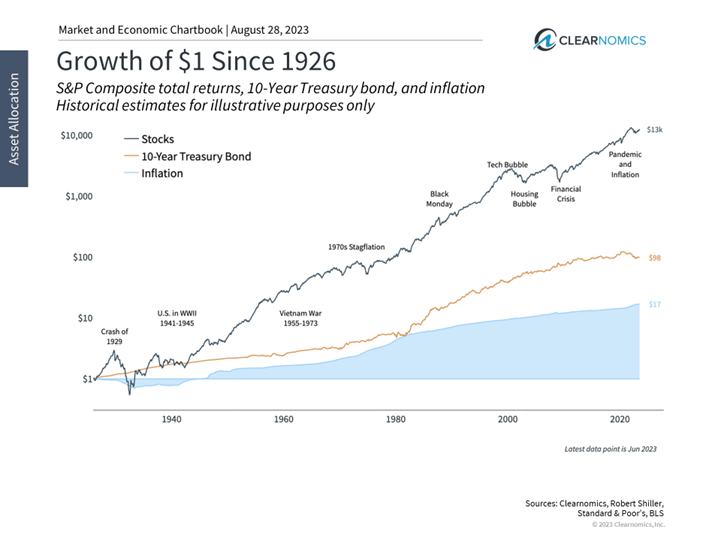 Market and Economic Chartbook | August 28, 2023
CLEARNOMICS
Asset Allocation
Growth of $1 Since 1926
S&P Composite total returns, 10-Year Treasury bond, and inflation
Historical estimates for illustrative purposes only
$10,000
$1,000
$100
$10
$1
Stocks
10-Year Treasury Bond
Inflation
Crash of
1929
U.S. in WWII
1941-1945
Vietnam War
1955-1973
1970s Stagflation
Black
Monday
Tech Bubble
Housing
Bubble
Financial
Crisis
Pandemic
and
Inflation
$13k
$98
$17
1940
1960
1980
2000
2020
Latest data point is Jun 2023
Sources: Clearnomics, Robert Shiller,
Standard & Poor's, BLS
© 2023 Clearnomics, Inc.